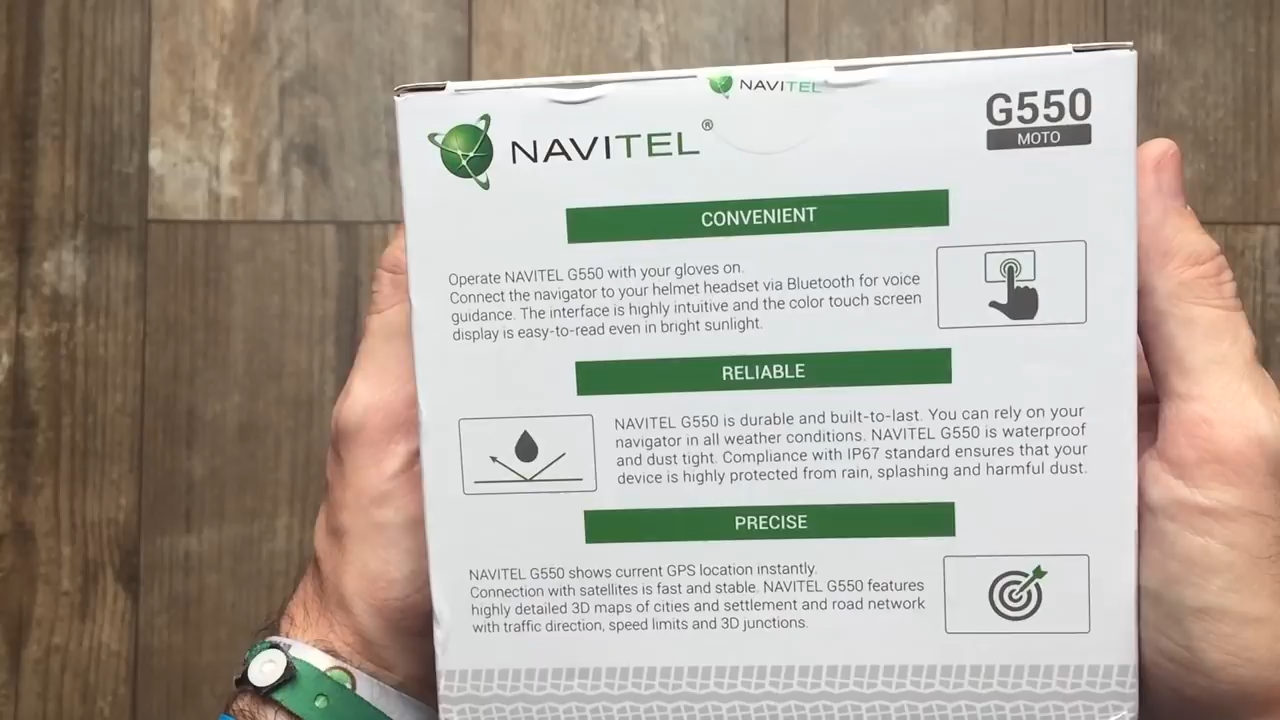 NAVITEL
NAVITEL®
G550
MOTO
CONVENIENT
Operate NAVITEL G550 with your gloves on.
Connect the navigator to your helmet headset via Bluetooth for voice
guidance. The interface is highly intuitive and the color touch screen
display is easy-to-read even in bright sunlight.
RELIABLE
NAVITEL G550 is durable and built-to-last. You can rely on your
navigator in all weather conditions. NAVITEL G550 is waterproof
and dust tight. Compliance with IP67 standard ensures that your
device is highly protected from rain, splashing and harmful dust.
PRECISE
NAVITEL G550 shows current GPS location instantly.
Connection with satellites is fast and stable. NAVITEL G550 features
highly detailed 3D maps of cities and settlement and road network
with traffic direction, speed limits and 3D junctions.